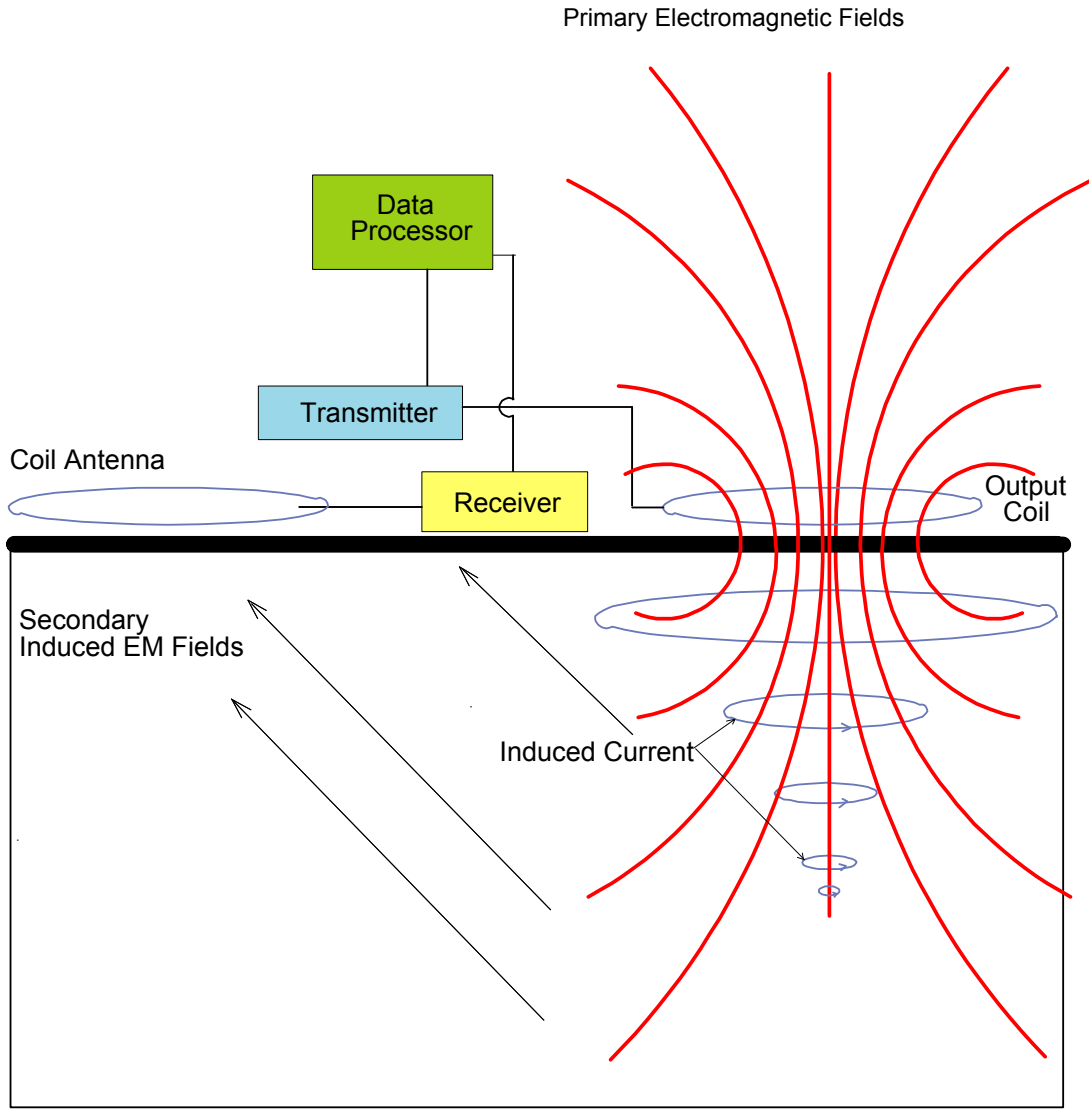 Primary Electromagnetic Fields
Data
Processor
Transmitter
Coil Antenna
Receiver
Output
Coil
Secondary
Induced EM Fields
Induced Current